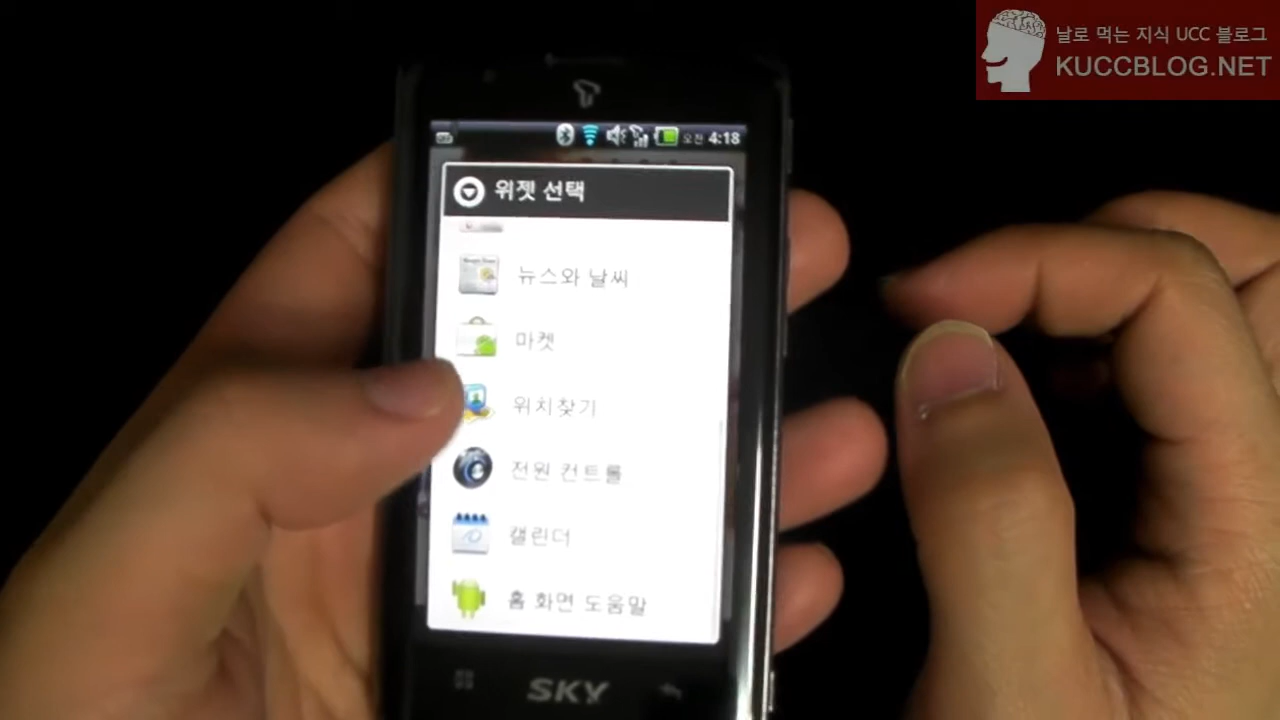 날로 먹는 지식 UCC 블로그
KUCCBLOG.NET
오전 4:18
위젯 선택
뉴스와 날씨
마켓
위치찾기
전원 컨트롤
캘린더
홈 화면 도움말
SKY